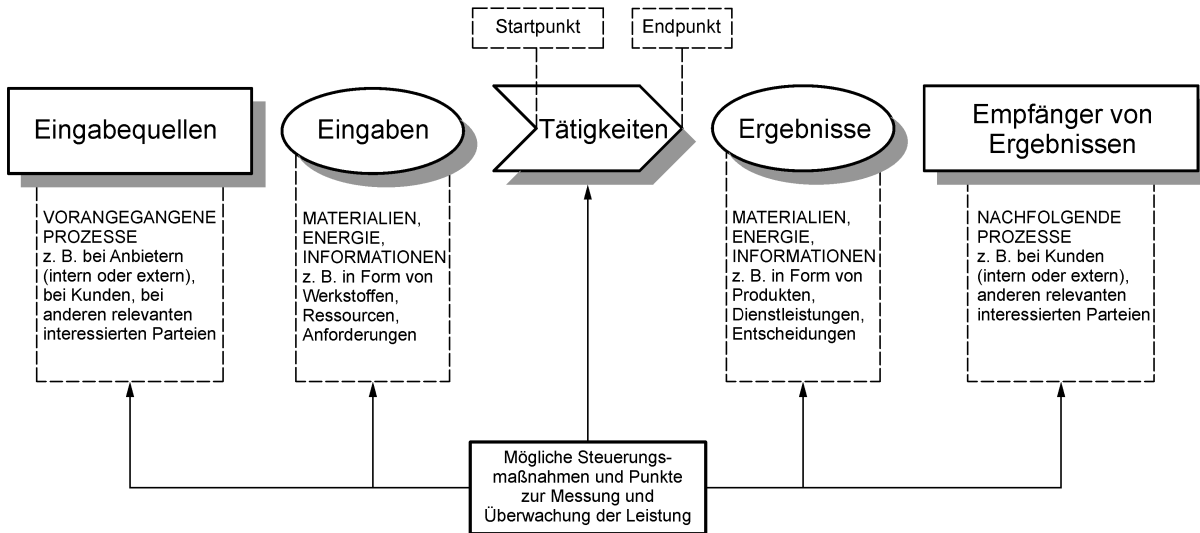 Startpunkt
Endpunkt
Eingabequellen
Eingaben
Tätigkeiten
Ergebnisse
Empfänger von
Ergebnissen
VORANGEGANGENE
PROZESSE
z. B. bei Anbietern
(intern oder extern),
bei Kunden, bei
anderen relevanten
interessierten Parteien
MATERIALIEN,
ENERGIE,
INFORMATIONEN
z. B. in Form von
Werkstoffen,
Ressourcen,
Anforderungen
MATERIALIEN,
ENERGIE,
INFORMATIONEN
z. B. in Form von
Produkten,
Dienstleistungen,
Entscheidungen
NACHFOLGENDE
PROZESSE
z. B. bei Kunden
(intern oder extern),
anderen relevanten
interessierten Parteien
Mögliche Steuerungs-
maßnahmen und Punkte
zur Messung und
Überwachung der Leistung